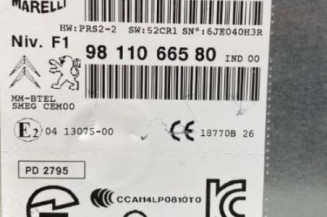 MARELLI
HW:PRS2-2 SW:52CR1 SN°:6JE040H3R
Niv. F1
98 110 665 80 IND 00
MM-BTEL
SMEG CEM00
E2 04 13075-00
CE 18770B 26
PD 2795
CCAI14LP0810T0